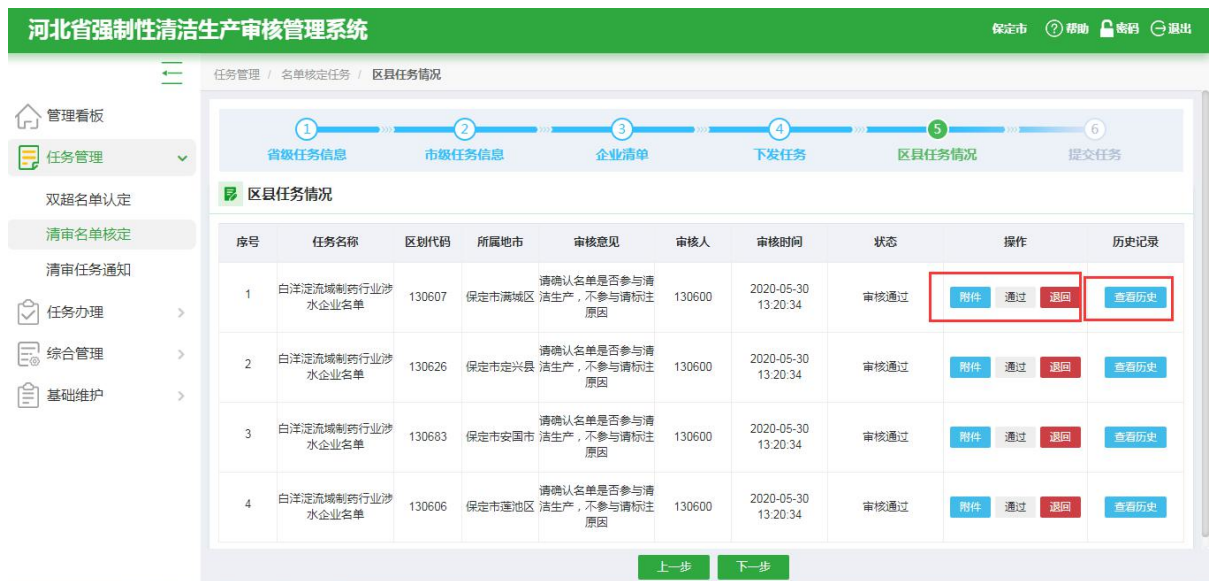 河北省强制性清洁生产审核管理系统
保定市 ?帮助 密码 退出
任务管理 / 名单核定任务 / 区县任务情况
管理看板
任务管理
双超名单认定
清审名单核定
清审任务通知
任务办理
综合管理
基础维护
1 2 3 4 5 6
省级任务信息 市级任务信息 企业清单 下发任务 区县任务情况 提交任务
区县任务情况
序号 任务名称 区划代码 所属地市 审核意见 审核人 审核时间 状态 操作 历史记录
请确认名单是否参与清
1 白洋淀流域制药行业涉 130607 保定市满城区 洁生产，不参与请标注 130600 2020-05-30 审核通过 附件 通过 退回 查看历史
水企业名单 原因 13:20:34
请确认名单是否参与清
2 白洋淀流域制药行业涉 130626 保定市定兴县 洁生产，不参与请标注 130600 2020-05-30 审核通过 附件 通过 退回 查看历史
水企业名单 原因 13:20:34
请确认名单是否参与清
3 白洋淀流域制药行业涉 130683 保定市安国市 洁生产，不参与请标注 130600 2020-05-30 审核通过 附件 通过 退回 查看历史
水企业名单 原因 13:20:34
请确认名单是否参与清
4 白洋淀流域制药行业涉 130606 保定市莲池区 洁生产，不参与请标注 130600 2020-05-30 审核通过 附件 通过 退回 查看历史
水企业名单 原因 13:20:34
上一步 下一步